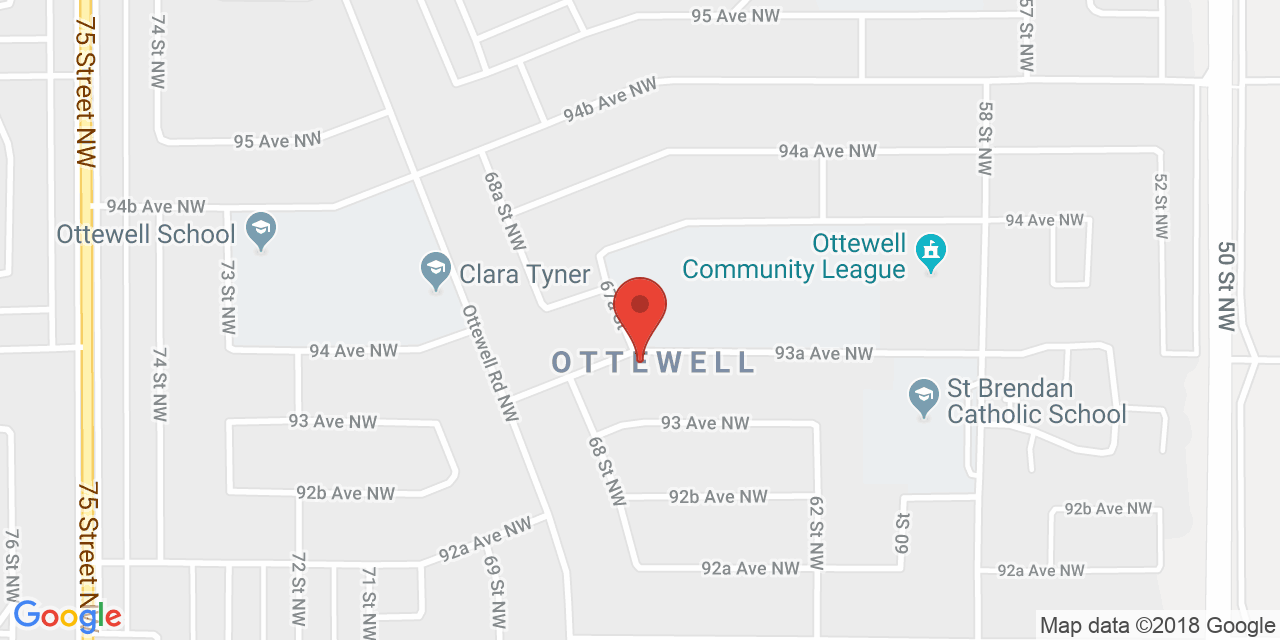 95 Ave NW
57 St NW
74 St NW
75 Street NW
94b Ave NW
95 Ave NW
58 St NW
94a Ave NW
68a St NW
52 St NW
94b Ave NW
94 Ave NW
Ottewell School
Ottewell
Community League
Clara Tyner
50 St NW
73 St NW
67a St
Ottewell Rd NW
94 Ave NW
OTTEWELL
93a Ave NW
74 St NW
St Brendan
Catholic School
93 Ave NW
93 Ave NW
68 St NW
92b Ave NW
92b Ave NW
62 St NW
60 St
92b Ave NW
75 Street NW
76 St NW
92a Ave NW
72 St NW
71 St NW
69 St NW
92a Ave NW
92a Ave NW
Google
Map data ©2018 Google